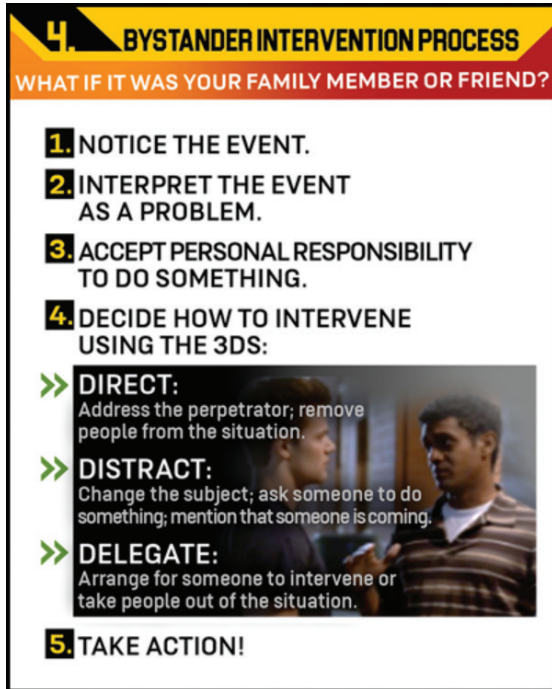 4. BYSTANDER INTERVENTION PROCESS
WHAT IF IT WAS YOUR FAMILY MEMBER OR FRIEND?
1. NOTICE THE EVENT.
2. INTERPRET THE EVENT
AS A PROBLEM.
3. ACCEPT PERSONAL RESPONSIBILITY
TO DO SOMETHING.
4. DECIDE HOW TO INTERVENE
USING THE 3DS:
>> DIRECT:
Address the perpetrator; remove
people from the situation.
>> DISTRACT:
Change the subject; ask someone to do
something; mention that someone is coming.
>> DELEGATE:
Arrange for someone to intervene or
take people out of the situation.
5. TAKE ACTION!